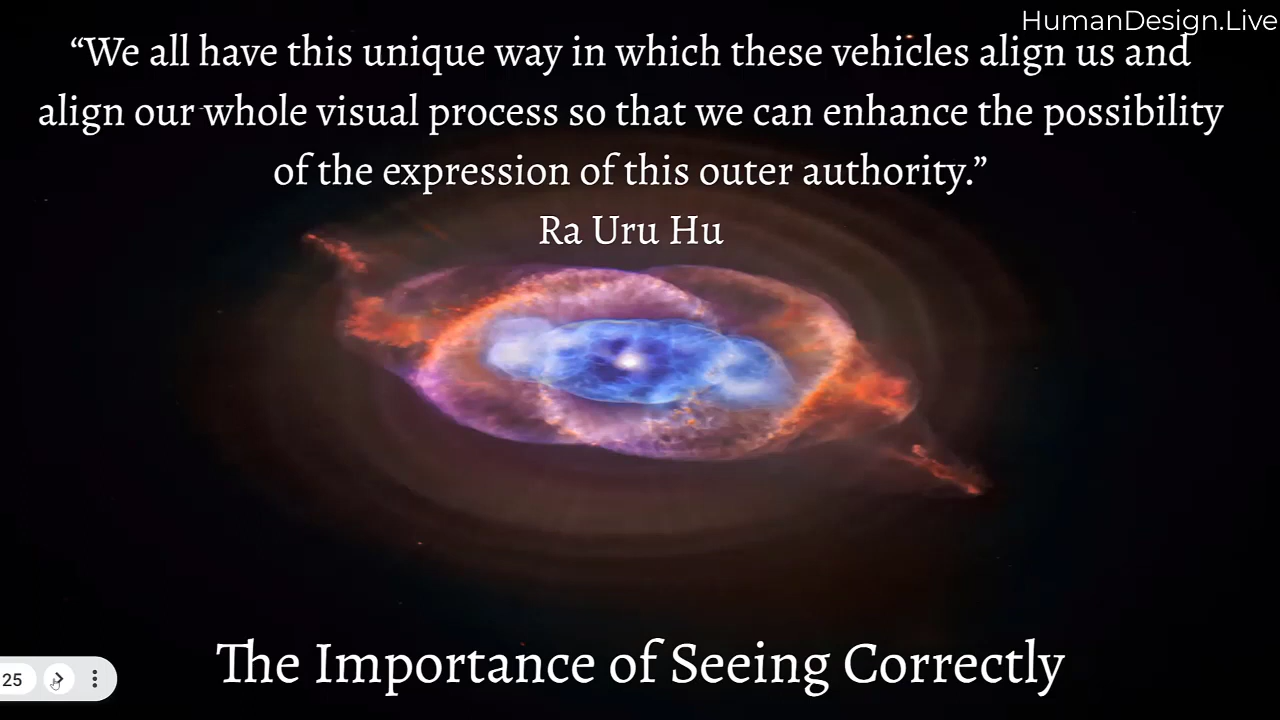 HumanDesign.Live
“We all have this unique way in which these vehicles align us and
align our whole visual process so that we can enhance the possibility
of the expression of this outer authority.”
Ra Uru Hu
The Importance of Seeing Correctly
25